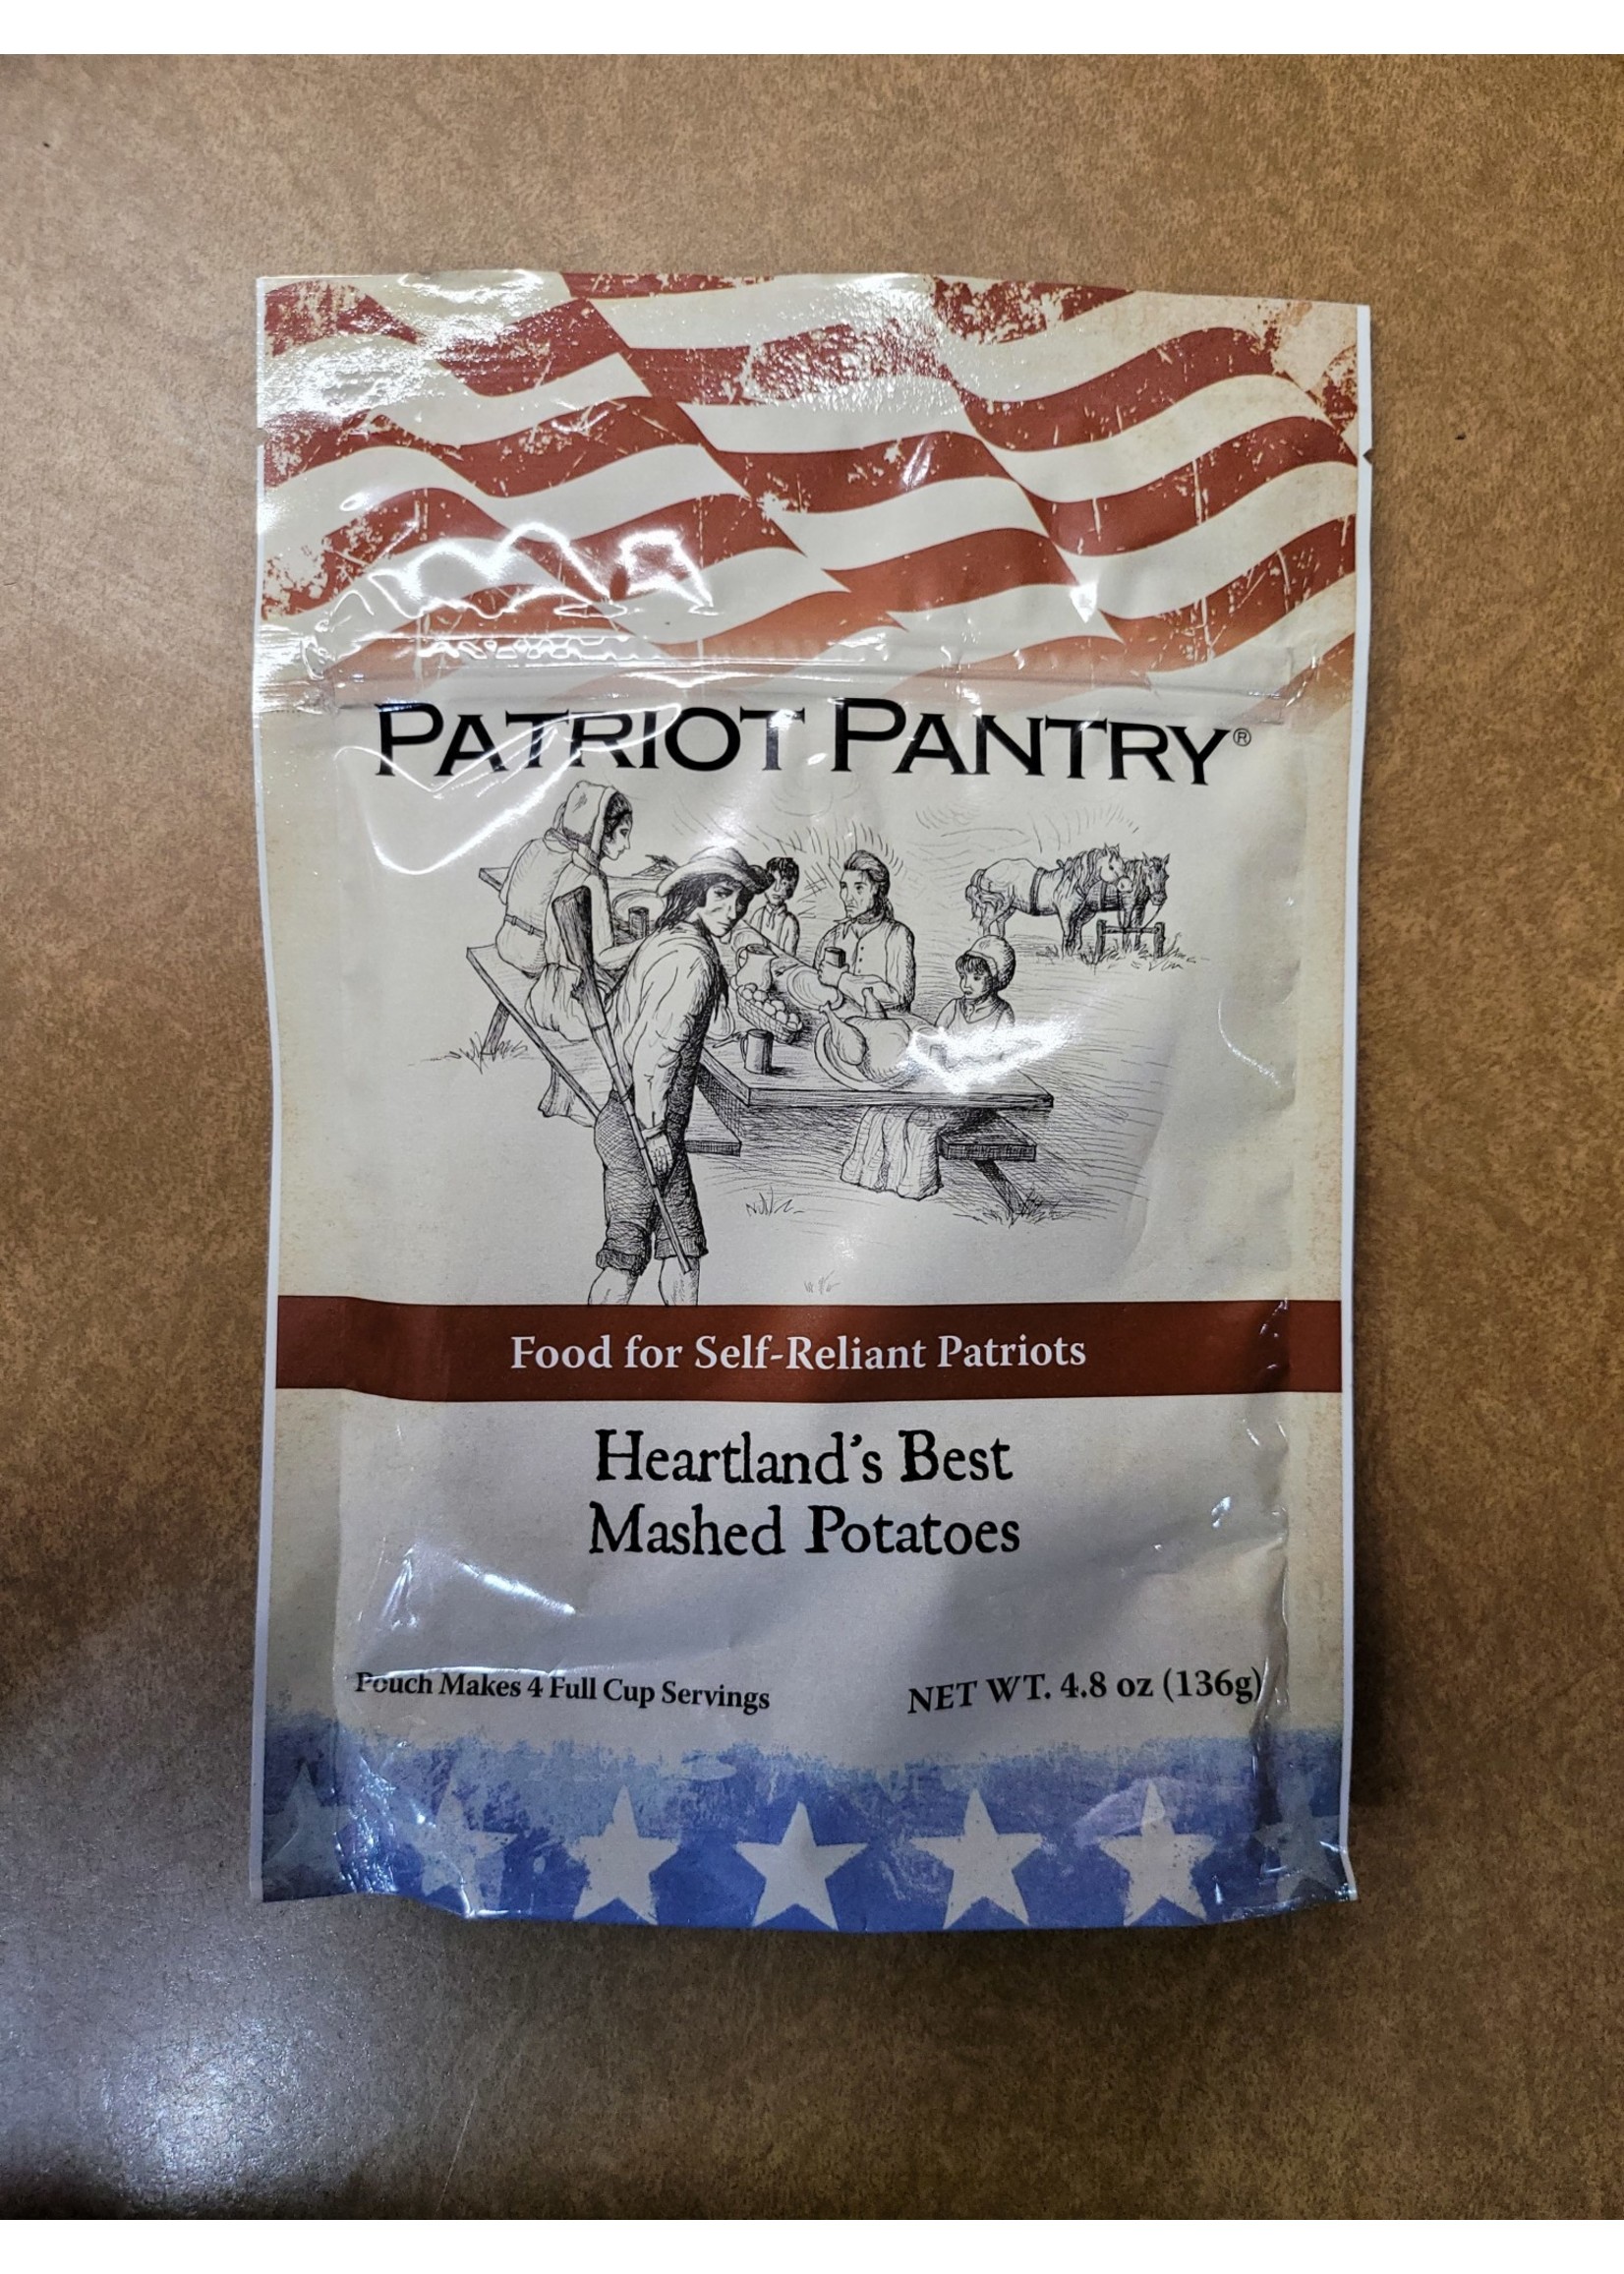 PATRIOT PANTRY®
Food for Self-Reliant Patriots
Heartland's Best
Mashed Potatoes
Pouch Makes 4 Full Cup Servings
NET WT. 4.8 oz (136g)